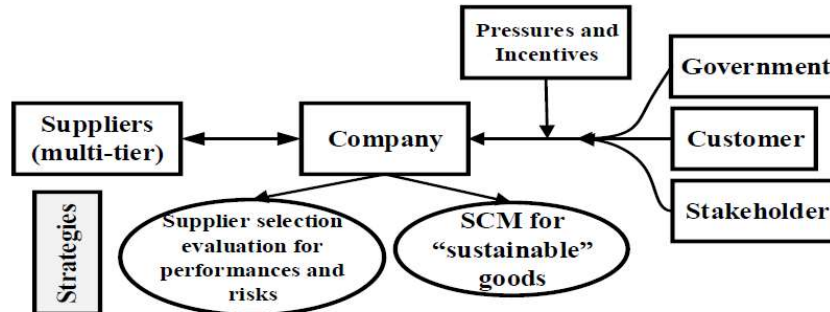 Pressures and
Incentives
Government
Suppliers
(multi-tier)
Company
Customer
Stakeholder
Strategies
Supplier selection
evaluation for
performances and
risks
SCM for
“sustainable”
goods